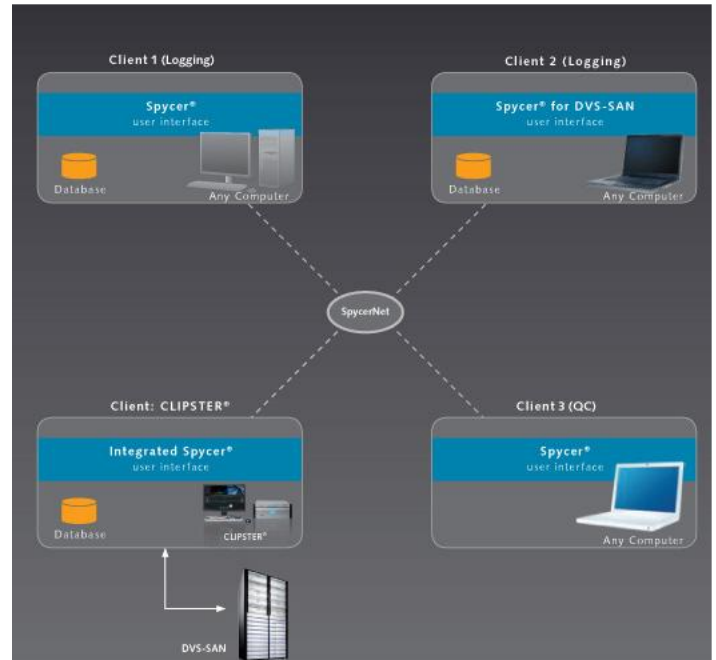 Client 1 (Logging)
Spycer®
user interface
Database
Any Computer
Client 2 (Logging)
Spycer® for DVS-SAN
user interface
Database
Any Computer
SpycerNet
Client: CLIPSTER®
Integrated Spycer®
user interface
Database
CLIPSTER®
DVS-SAN
Client 3 (QC)
Spycer®
user interface
Any Computer